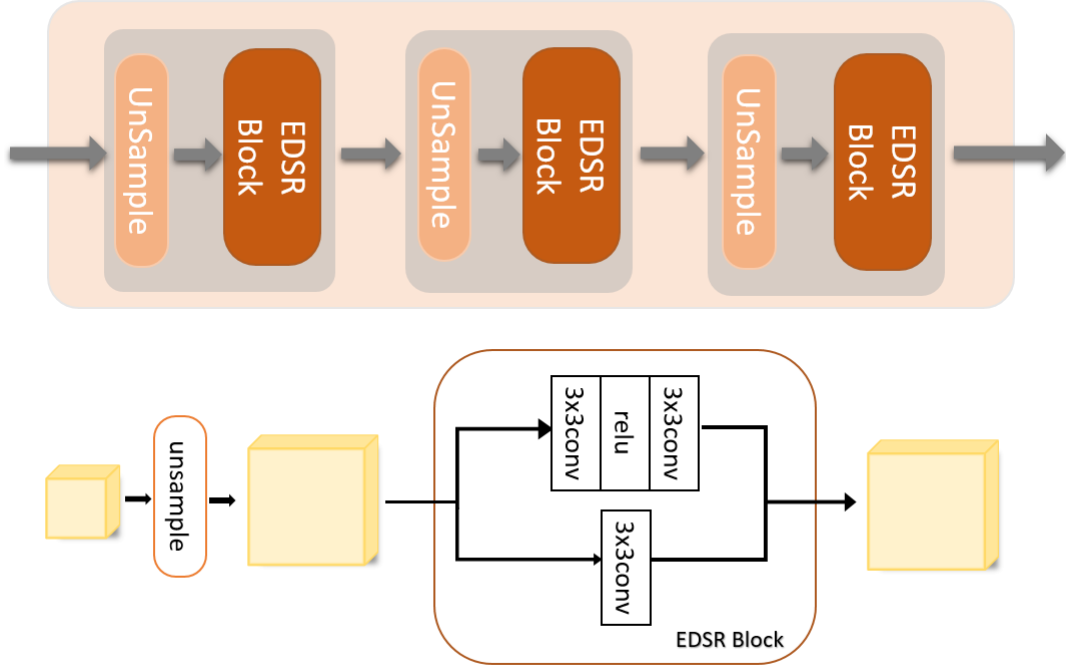 UnSample
EDSR
Block
UnSample
EDSR
Block
UnSample
EDSR
Block
unsample
3x3conv
relu
3x3conv
3x3conv
EDSR Block